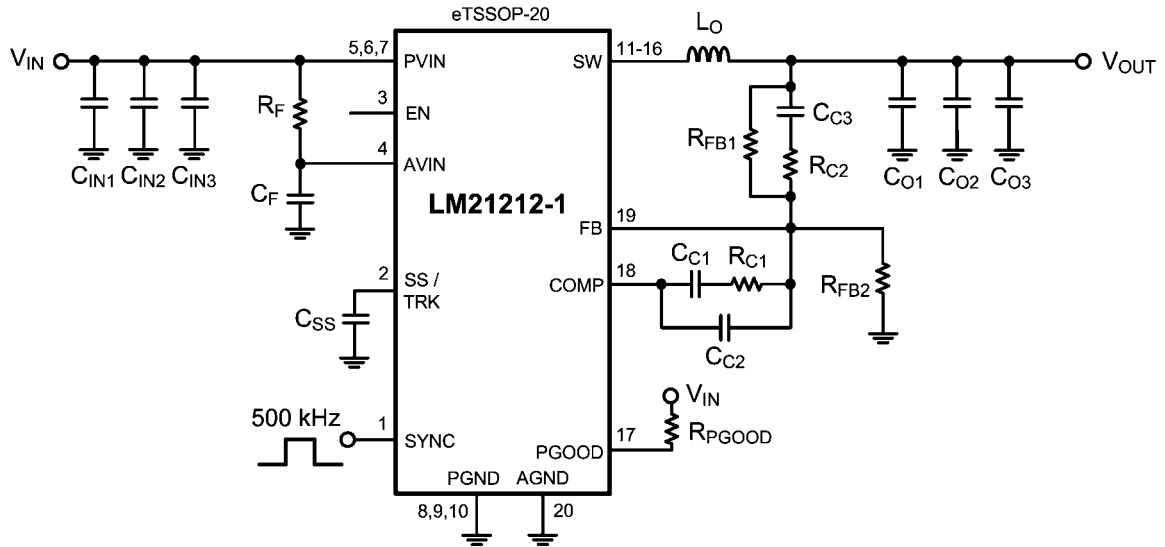 eTSSOP-20
LO
VIN
5,6,7
PVIN
SW
11-16
VOUT
RF
3
EN
CC3
RFB1
RC2
4
AVIN
CIN1
CIN2
CIN3
CO1
CO2
CO3
CF
LM21212-1
FB
19
2
SS /
TRK
COMP
18
CC1
RC1
RFB2
CSS
CC2
VIN
500 kHz
1
SYNC
RPGOOD
17
PGOOD
PGND
AGND
8,9,10
20